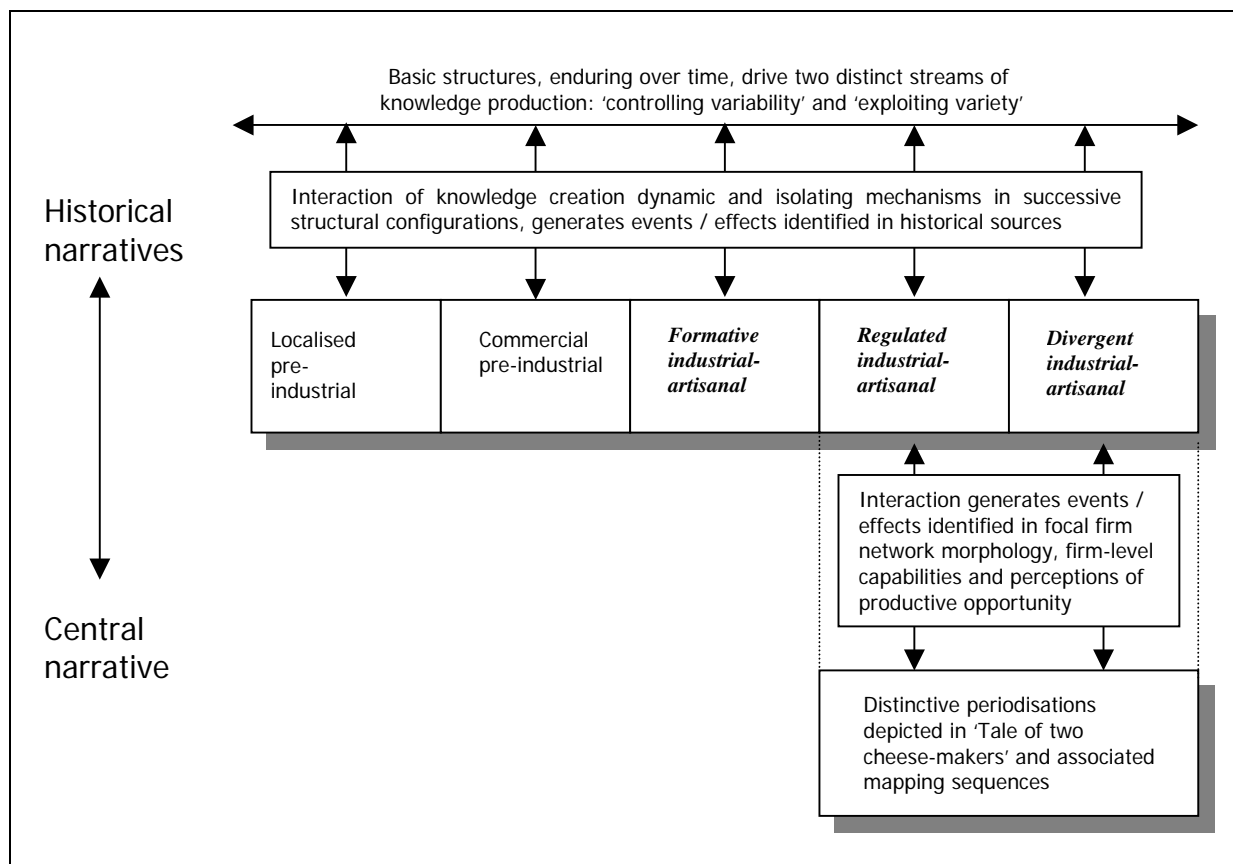 Basic structures, enduring over time, drive two distinct streams of
knowledge production: ‘controlling variability’ and ‘exploiting variety’
Interaction of knowledge creation dynamic and isolating mechanisms in successive
structural configurations, generates events / effects identified in historical sources
Historical
narratives
Localised
pre-
industrial
Commercial
pre-industrial
Formative
industrial-
artisanal
Regulated
industrial-
artisanal
Divergent
industrial-
artisanal
Interaction generates events /
effects identified in focal firm
network morphology, firm-level
capabilities and perceptions of
productive opportunity
Central
narrative
Distinctive periodisations
depicted in ‘Tale of two
cheese-makers’ and associated
mapping sequences